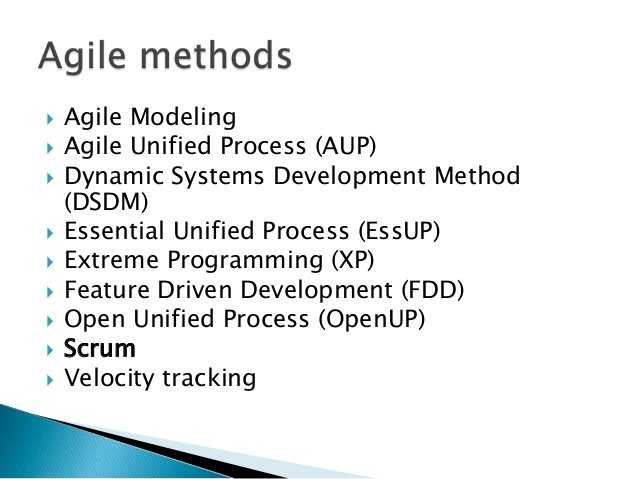 Agile methods
Agile Modeling
Agile Unified Process (AUP)
Dynamic Systems Development Method
(DSDM)
Essential Unified Process (EssUP)
Extreme Programming (XP)
Feature Driven Development (FDD)
Open Unified Process (OpenUP)
Scrum
Velocity tracking